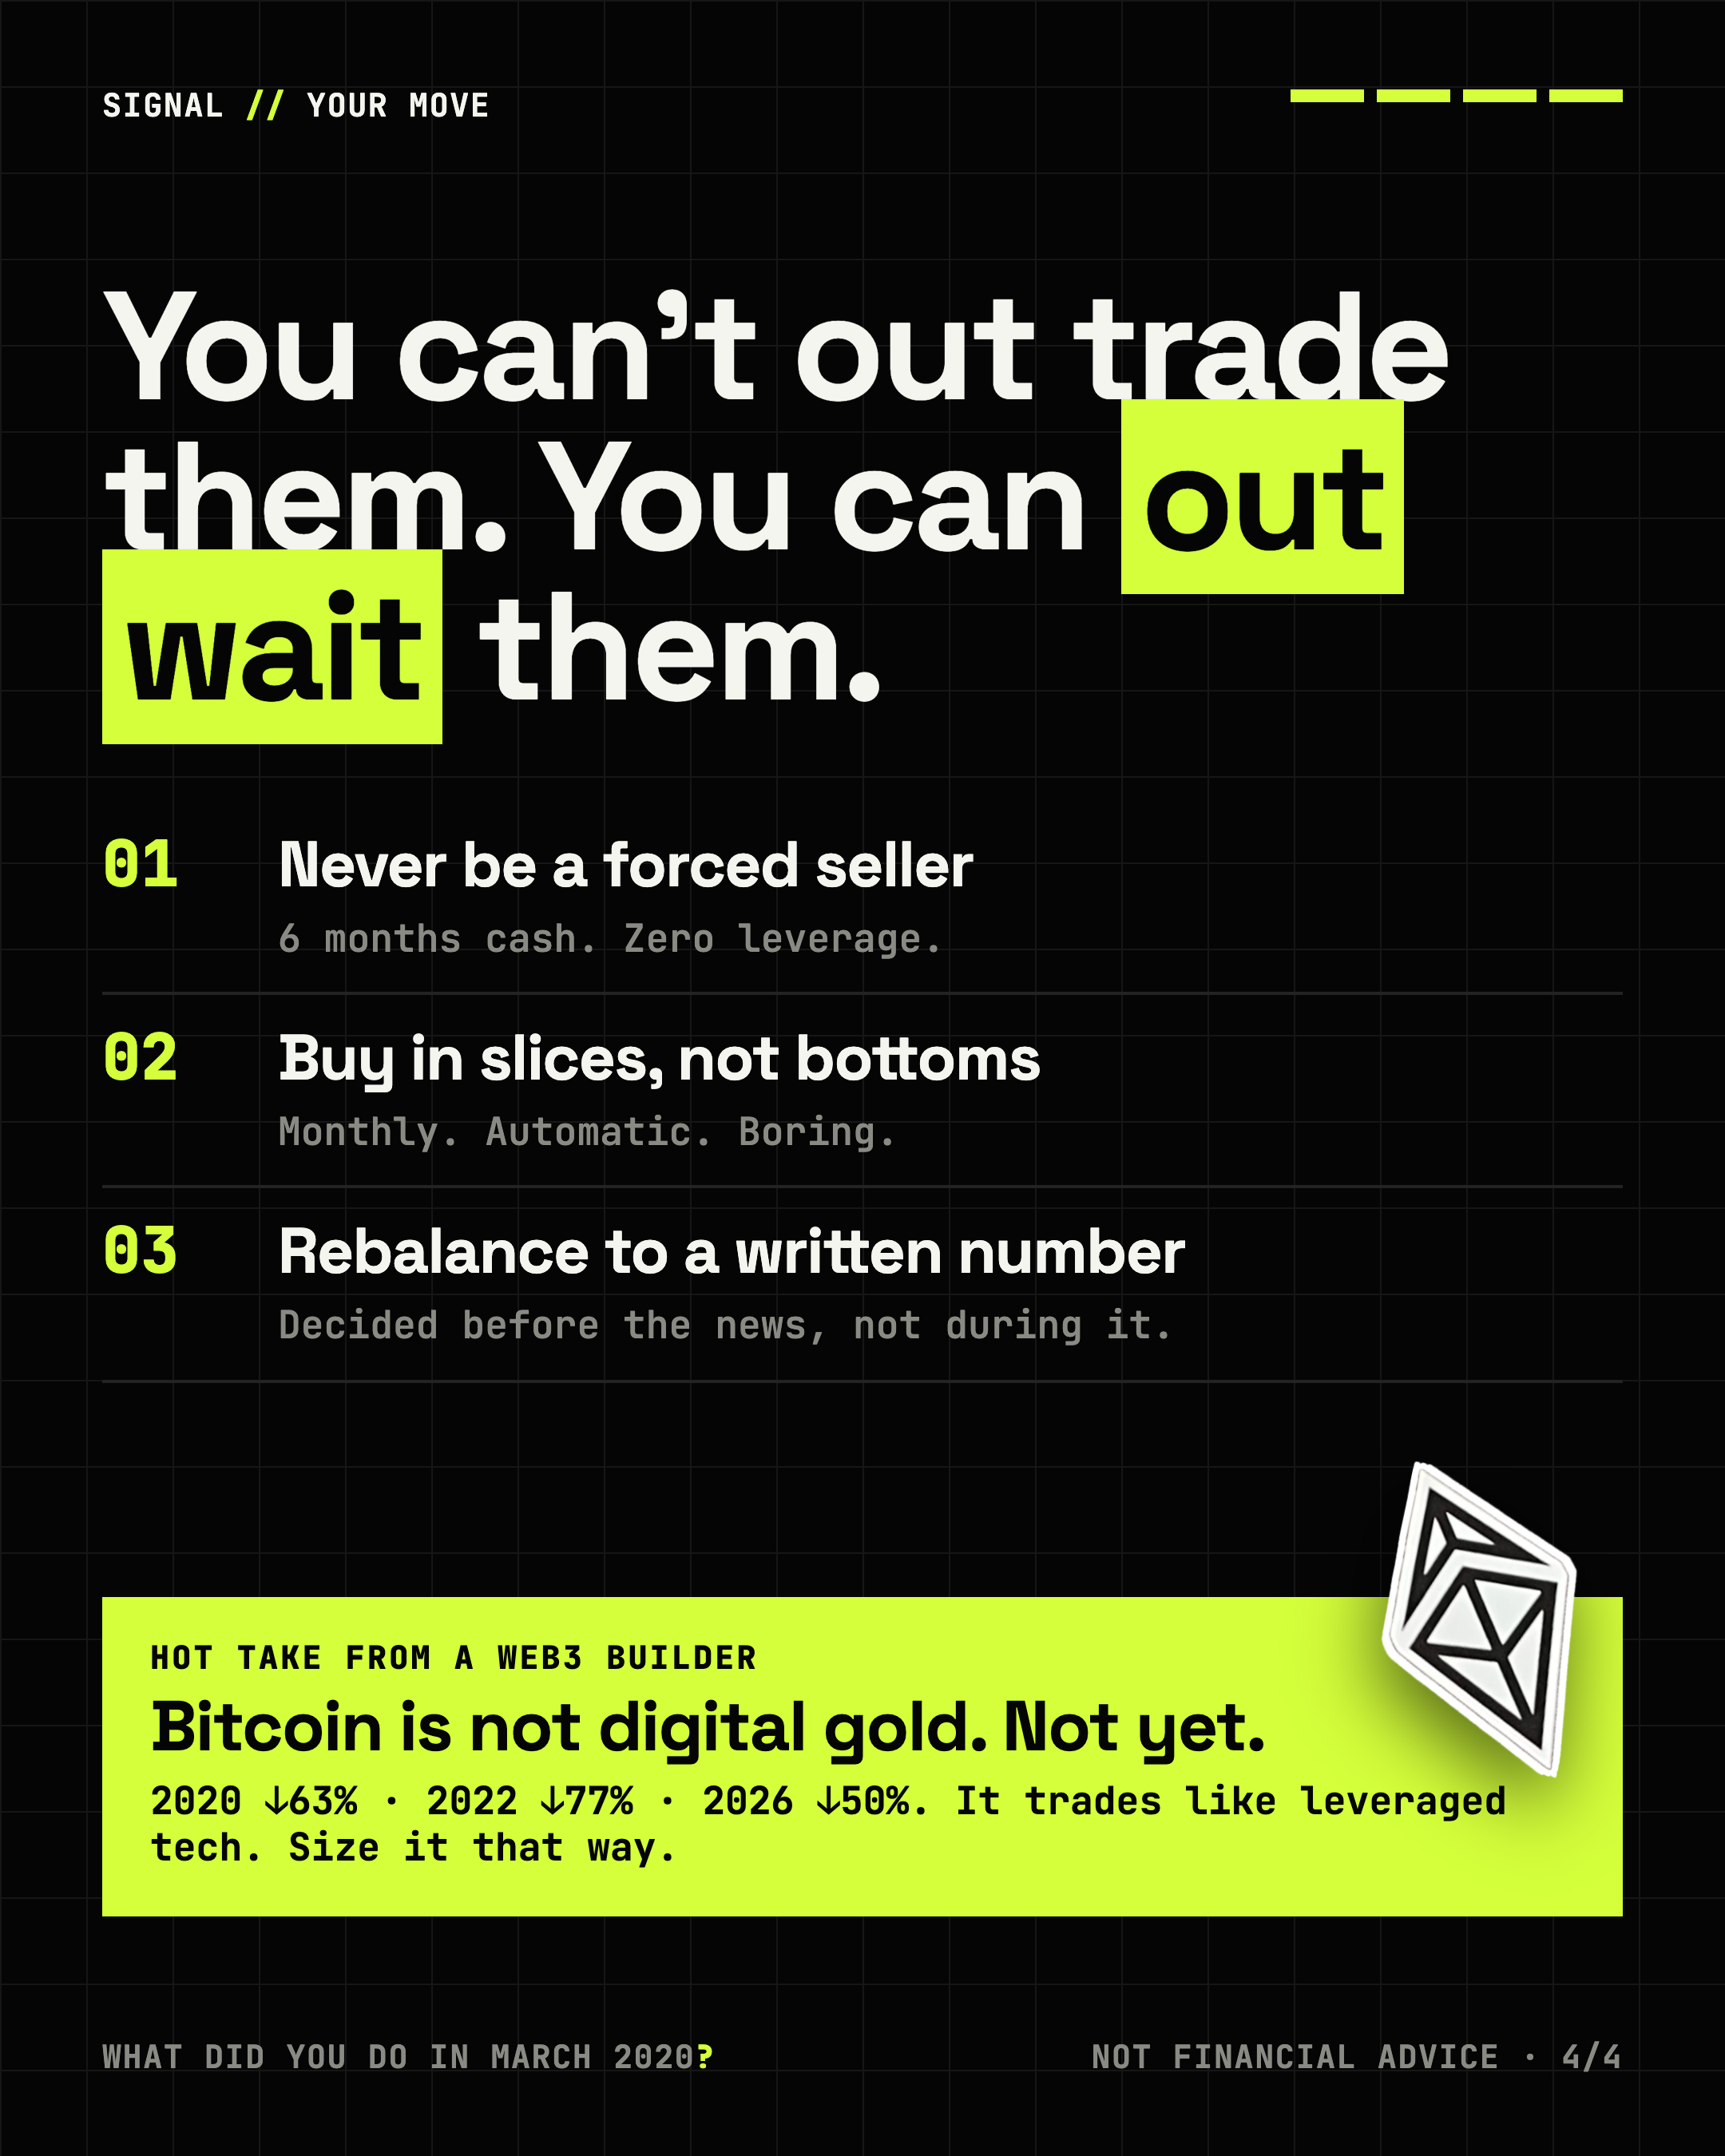 SIGNAL // YOUR MOVE
You can’t out trade
them. You can out
wait them.
01 Never be a forced seller
6 months cash. Zero leverage.
02 Buy in slices, not bottoms
Monthly. Automatic. Boring.
03 Rebalance to a written number
Decided before the news, not during it.
HOT TAKE FROM A WEB3 BUILDER
Bitcoin is not digital gold. Not yet.
2020 ↓63% · 2022 ↓77% · 2026 ↓50%. It trades like leveraged
tech. Size it that way.
WHAT DID YOU DO IN MARCH 2020?
NOT FINANCIAL ADVICE · 4/4